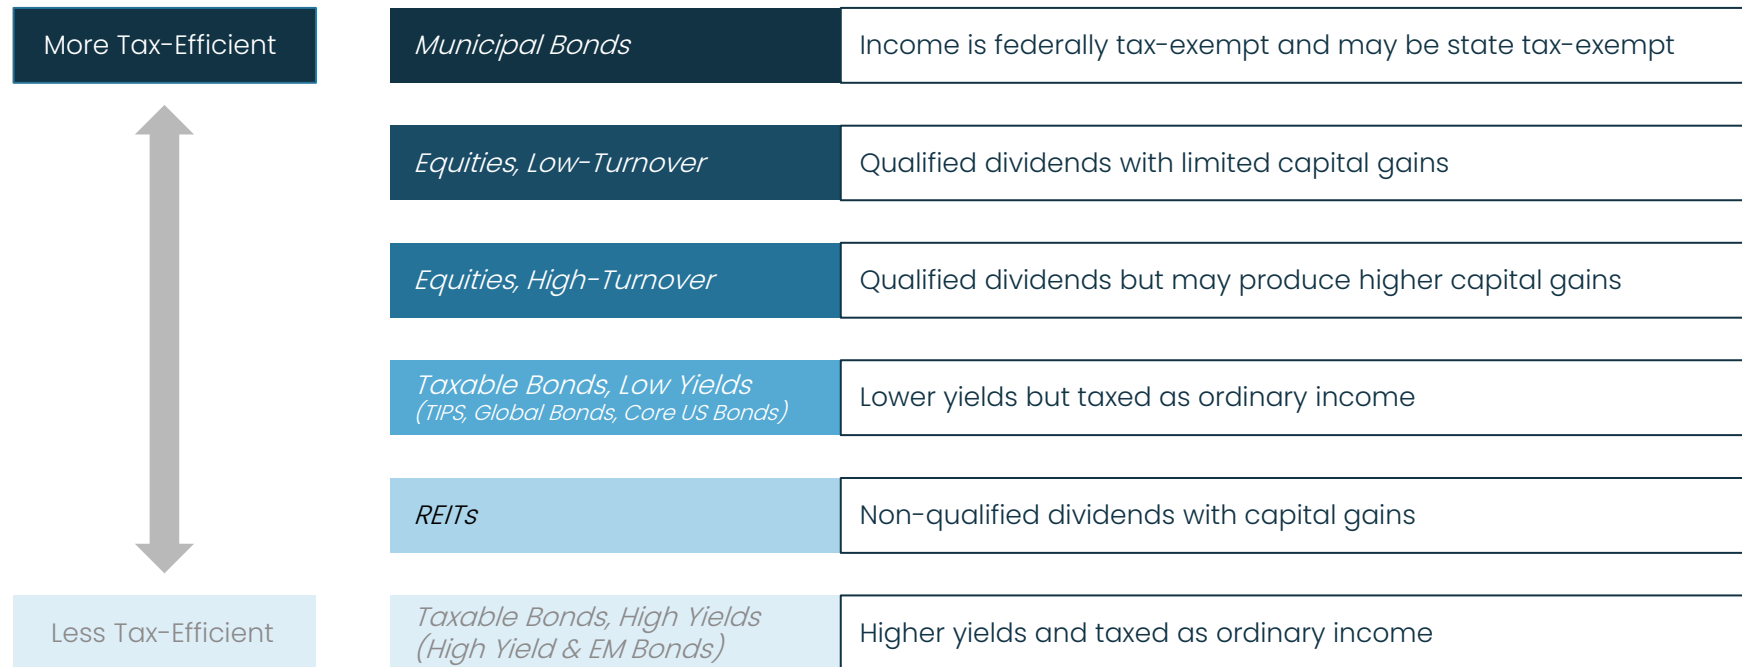 More Tax-Efficient
Municipal Bonds
Income is federally tax-exempt and may be state tax-exempt
Equities, Low-Turnover
Qualified dividends with limited capital gains
Equities, High-Turnover
Qualified dividends but may produce higher capital gains
Taxable Bonds, Low Yields
(TIPS, Global Bonds, Core US Bonds)
Lower yields but taxed as ordinary income
REITs
Non-qualified dividends with capital gains
Less Tax-Efficient
Taxable Bonds, High Yields
(High Yield & EM Bonds)
Higher yields and taxed as ordinary income